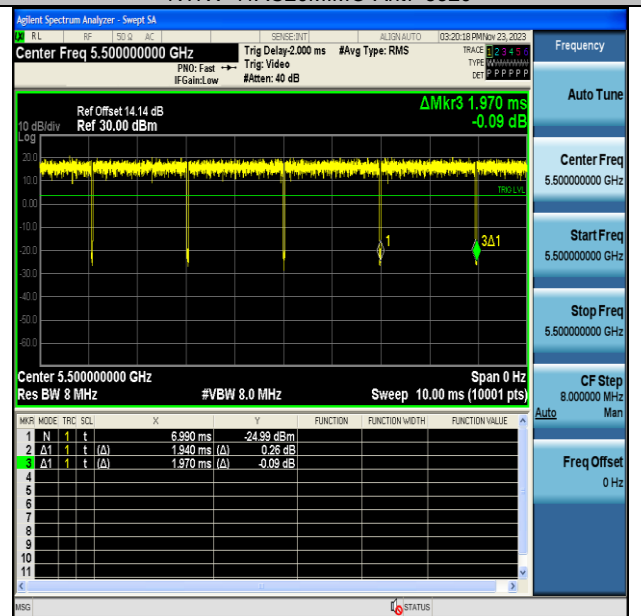 Agilent Spectrum Analyzer - Swept SA
RL RF 50 Ω AC SENSE:INT ALIGN AUTO 03:20:18 PM Nov 23, 2023
Center Freq 5.500000000 GHz Trig Delay-2.000 ms #Avg Type: RMS TRACE 1 2 3 4 5 6
PNO: Fast Trig: Video TYPE WWWWWW
IFGain:Low #Atten: 40 dB DET P P P P P P
Frequency
Auto Tune
Ref Offset 14.14 dB ΔMkr3 1.970 ms
10 dB/div Ref 30.00 dBm -0.09 dB
Log
20.0
10.0
TRIG LVL
0.00
-10.0
1 3Δ1
-20.0
-30.0
-40.0
-50.0
-60.0
Center 5.500000000 GHz Span 0 Hz
Res BW 8 MHz #VBW 8.0 MHz Sweep 10.00 ms (10001 pts)
MKR MODE TRC SCL X Y FUNCTION FUNCTION WIDTH FUNCTION VALUE
1 N 1 t 6.990 ms -24.99 dBm
2 Δ1 1 t (Δ) 1.940 ms (Δ) 0.26 dB
3 Δ1 1 t (Δ) 1.970 ms (Δ) -0.09 dB
4
5
6
7
8
9
10
11
Center Freq
5.500000000 GHz
Start Freq
5.500000000 GHz
Stop Freq
5.500000000 GHz
CF Step
8.000000 MHz
Auto Man
Freq Offset
0 Hz
MSG STATUS